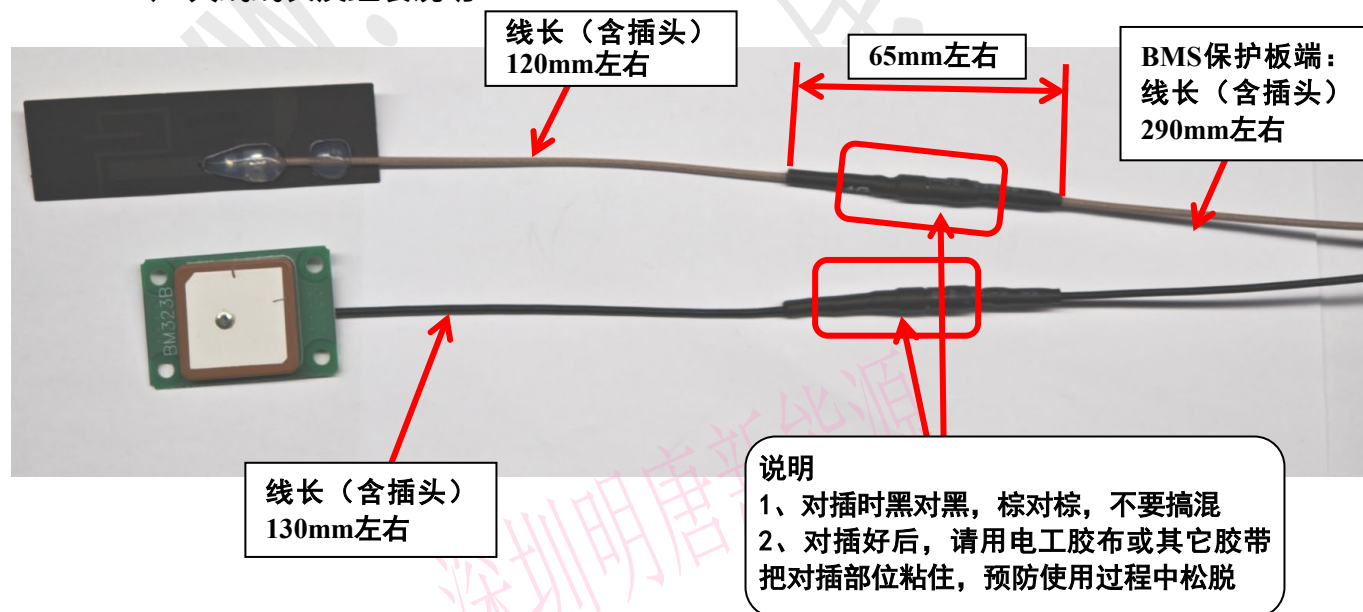 线长（含插头）
120mm左右
65mm左右
BMS保护板端：
线长（含插头）
290mm左右
BM323B
线长（含插头）
130mm左右
说明
1、对插时黑对黑，棕对棕，不要搞混
2、对插好后，请用电工胶布或其它胶带
把对插部位粘住，预防使用过程中松脱
深圳明唐新能源